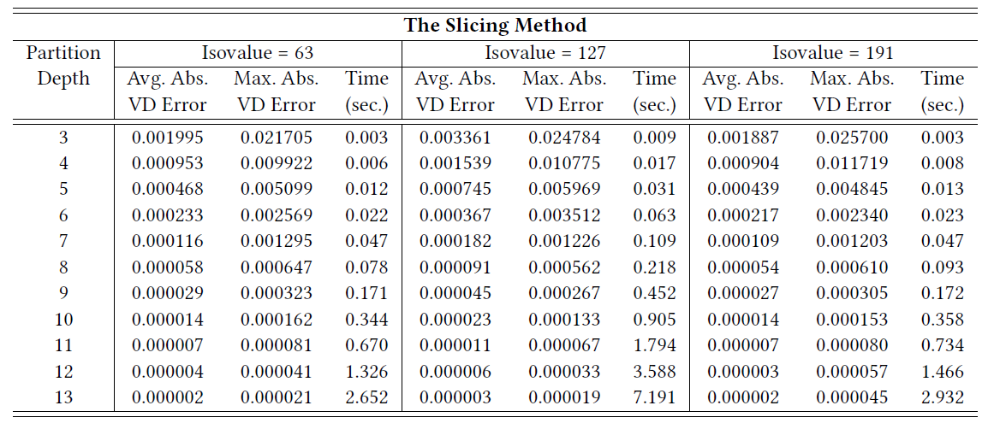 The Slicing Method
Partition Isovalue = 63 Isovalue = 127 Isovalue = 191
Depth Avg. Abs. Max. Abs. Time Avg. Abs. Max. Abs. Time Avg. Abs. Max. Abs. Time
VD Error VD Error (sec.) VD Error VD Error (sec.) VD Error VD Error (sec.)
3 0.001995 0.021705 0.003 0.003361 0.024784 0.009 0.001887 0.025700 0.003
4 0.000953 0.009922 0.006 0.001539 0.010775 0.017 0.000904 0.011719 0.008
5 0.000468 0.005099 0.012 0.000745 0.005969 0.031 0.000439 0.004845 0.013
6 0.000233 0.002569 0.022 0.000367 0.003512 0.063 0.000217 0.002340 0.023
7 0.000116 0.001295 0.047 0.000182 0.001226 0.109 0.000109 0.001203 0.047
8 0.000058 0.000647 0.078 0.000091 0.000562 0.218 0.000054 0.000610 0.093
9 0.000029 0.000323 0.171 0.000045 0.000267 0.452 0.000027 0.000305 0.172
10 0.000014 0.000162 0.344 0.000023 0.000133 0.905 0.000014 0.000153 0.358
11 0.000007 0.000081 0.670 0.000011 0.000067 1.794 0.000007 0.000080 0.734
12 0.000004 0.000041 1.326 0.000006 0.000033 3.588 0.000003 0.000057 1.466
13 0.000002 0.000021 2.652 0.000003 0.000019 7.191 0.000002 0.000045 2.932